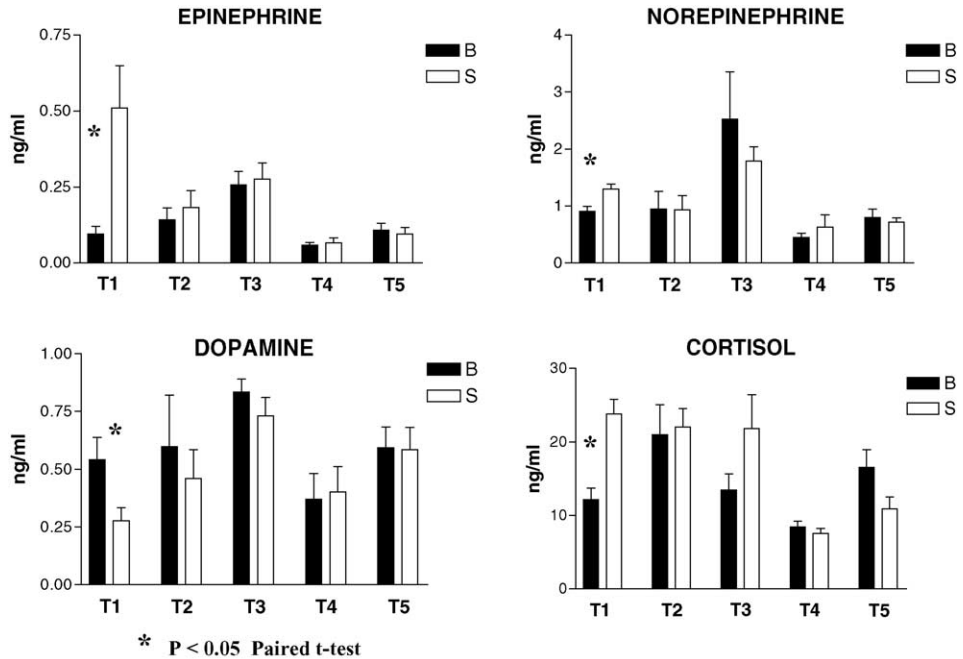 EPINEPHRINE
0.75
0.50
0.25
0.00
ng/ml
*
B
S
T1 T2 T3 T4 T5
NOREPINEPHRINE
4
3
2
1
0
ng/ml
*
B
S
T1 T2 T3 T4 T5
DOPAMINE
1.00
0.75
0.50
0.25
0.00
ng/ml
*
B
S
T1 T2 T3 T4 T5
CORTISOL
30
20
10
0
ng/ml
*
B
S
T1 T2 T3 T4 T5
* P < 0.05 Paired t-test